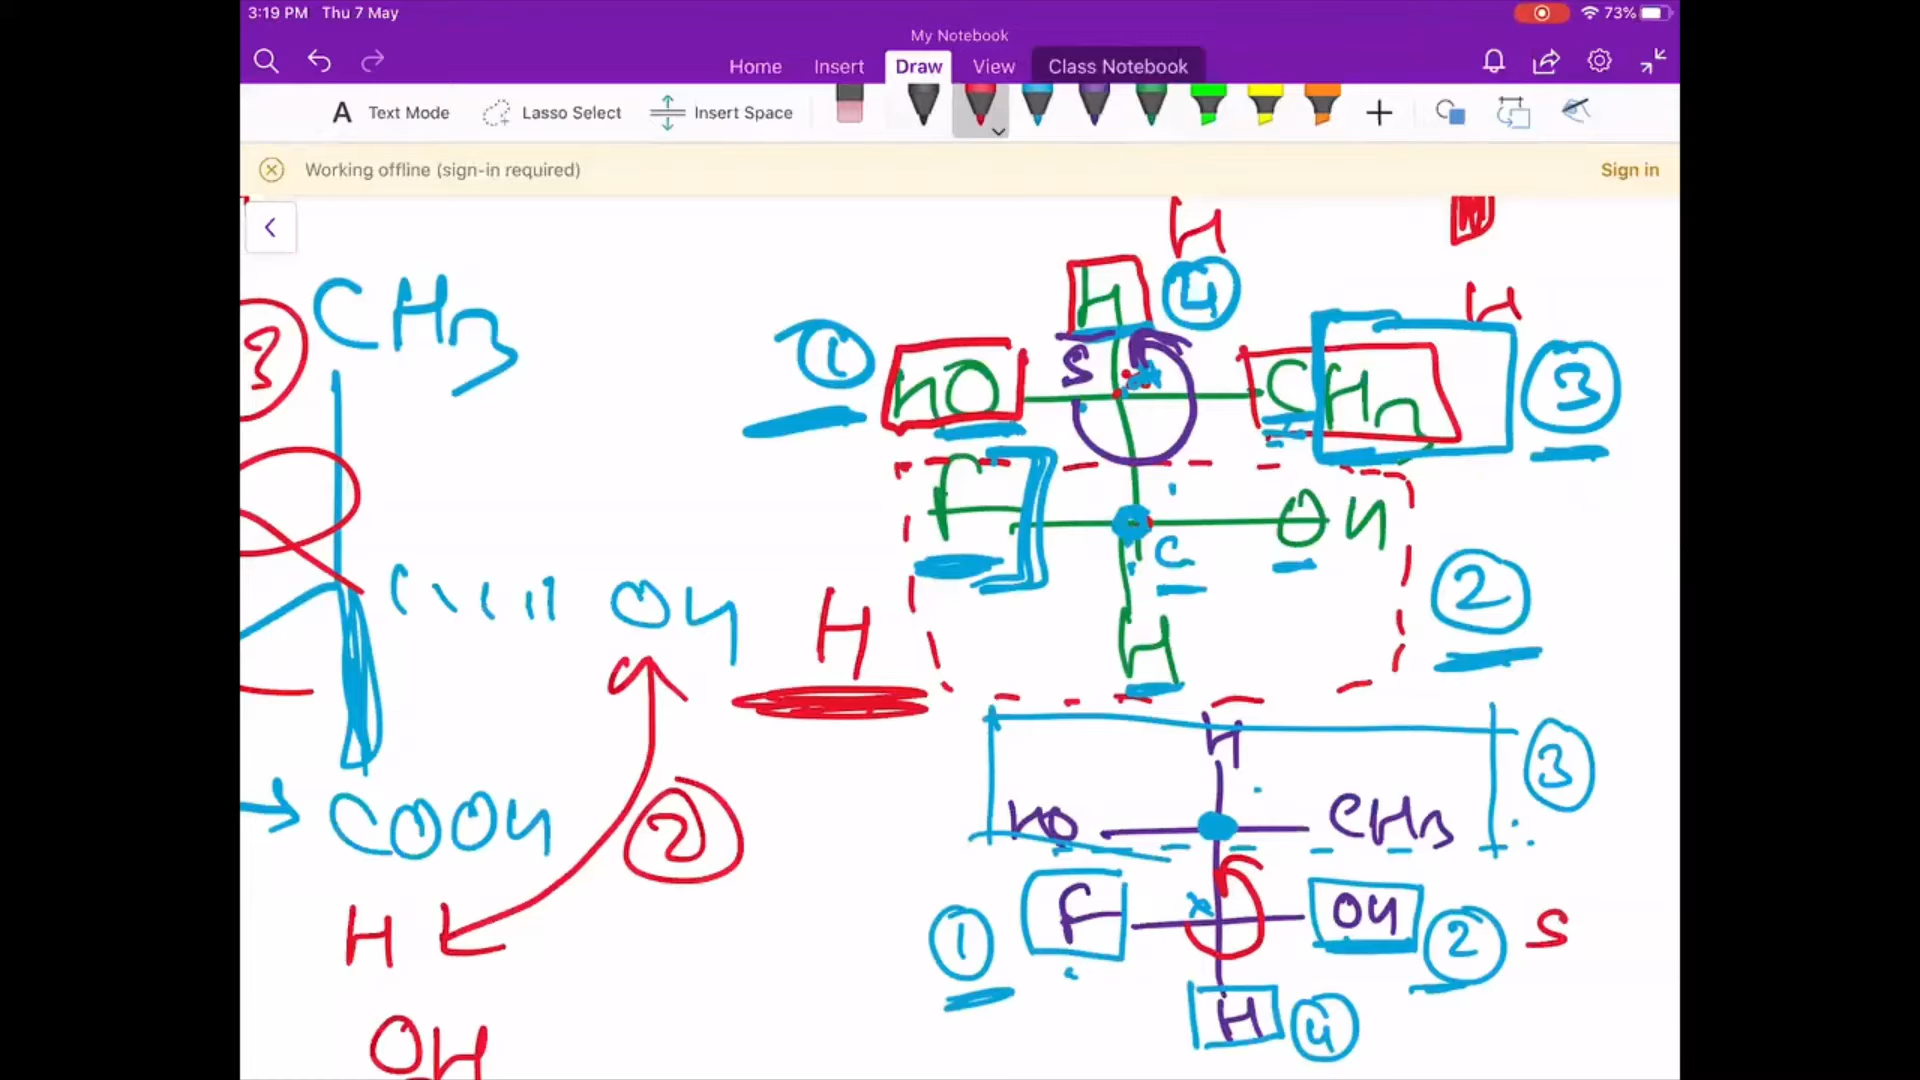 3:19 PM Thu 7 May
73%
My Notebook
Home Insert Draw View Class Notebook
A Text Mode Lasso Select Insert Space
Working offline (sign-in required) Sign in
H
H
H 4
3 CH3
1 HO S CH3 3
F OH
C
2
OH H
H
3
H
HO CH3
COOH
2
1 F OH 2 S
H
H 4
OH